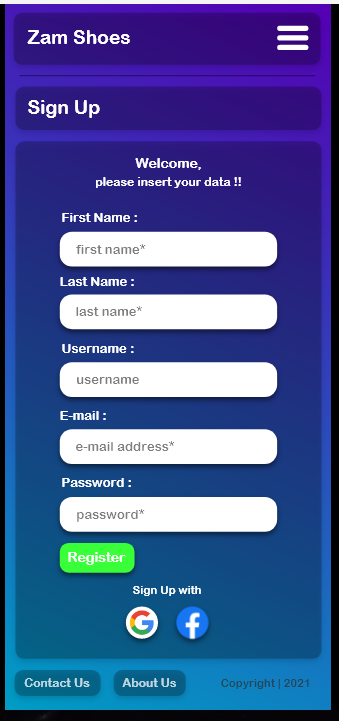 Zam Shoes
Sign Up
Welcome,
please insert your data !!
First Name :
first name*
Last Name :
last name*
Username :
username
E-mail :
e-mail address*
Password :
password*
Register
Sign Up with
Contact Us
About Us
Copyright | 2021